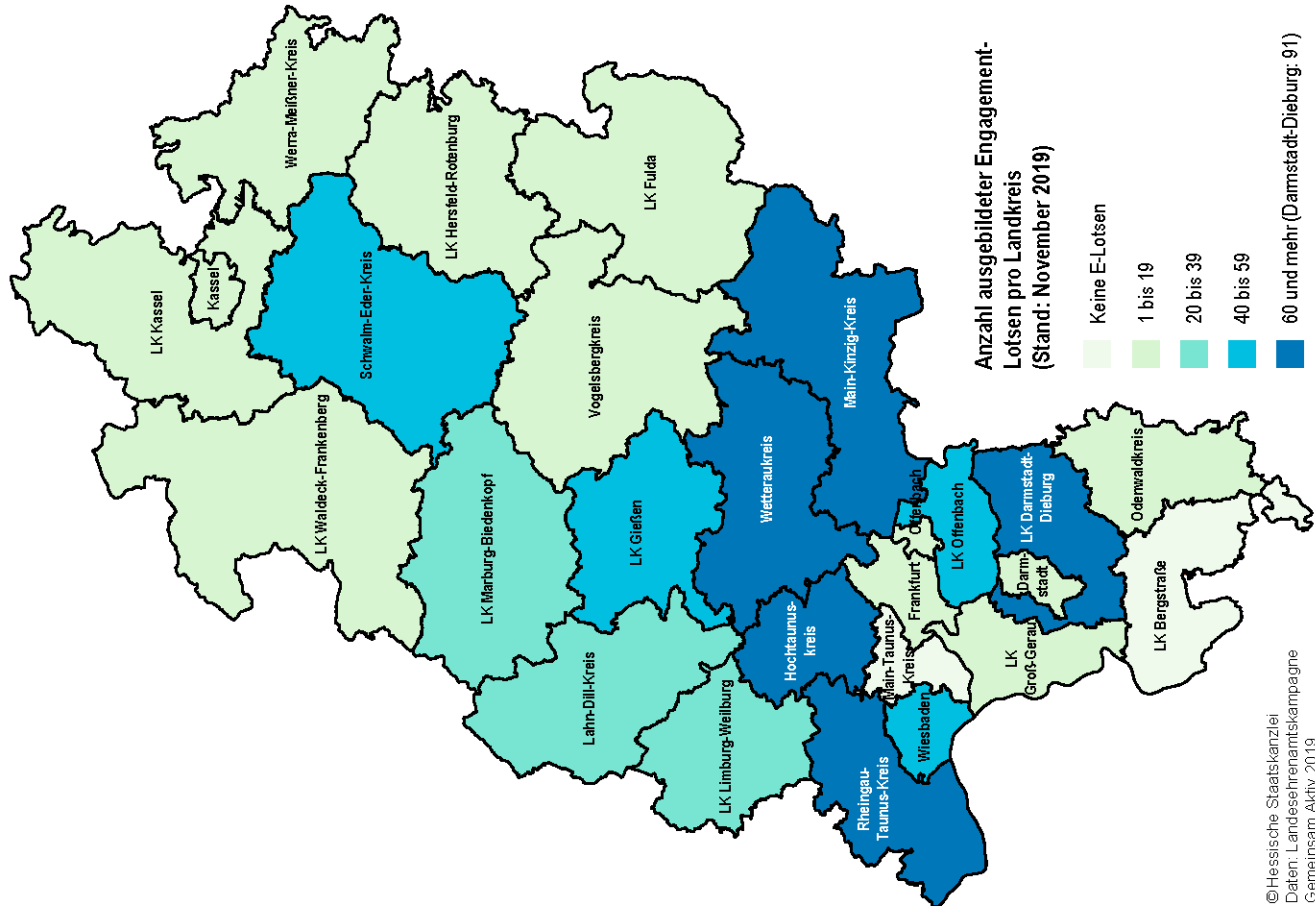 LK Kassel
Kassel
Werra-Meißner-Kreis
LK Waldeck-Frankenberg
Schwalm-Eder-Kreis
LK Hersfeld-Rotenburg
LK Marburg-Biedenkopf
Vogelsbergkreis
LK Fulda
Lahn-Dill-Kreis
LK Gießen
LK Limburg-Weilburg
Wetteraukreis
Main-Kinzig-Kreis
Hochtaunus-
kreis
Rheingau-
Taunus-Kreis
Main-Taunus-
Kreis
Wiesbaden
Frankfurt
Offenbach
LK Offenbach
LK
Groß-Gerau
Darm-
stadt
LK Darmstadt-
Dieburg
LK Bergstraße
Odenwaldkreis
Anzahl ausgebildeter Engagement-
Lotsen pro Landkreis
(Stand: November 2019)
Keine E-Lotsen
1 bis 19
20 bis 39
40 bis 59
60 und mehr (Darmstadt-Dieburg: 91)
©Hessische Staatskanzlei
Daten: Landesehrenamtskampagne
Gemeinsam Aktiv 2019